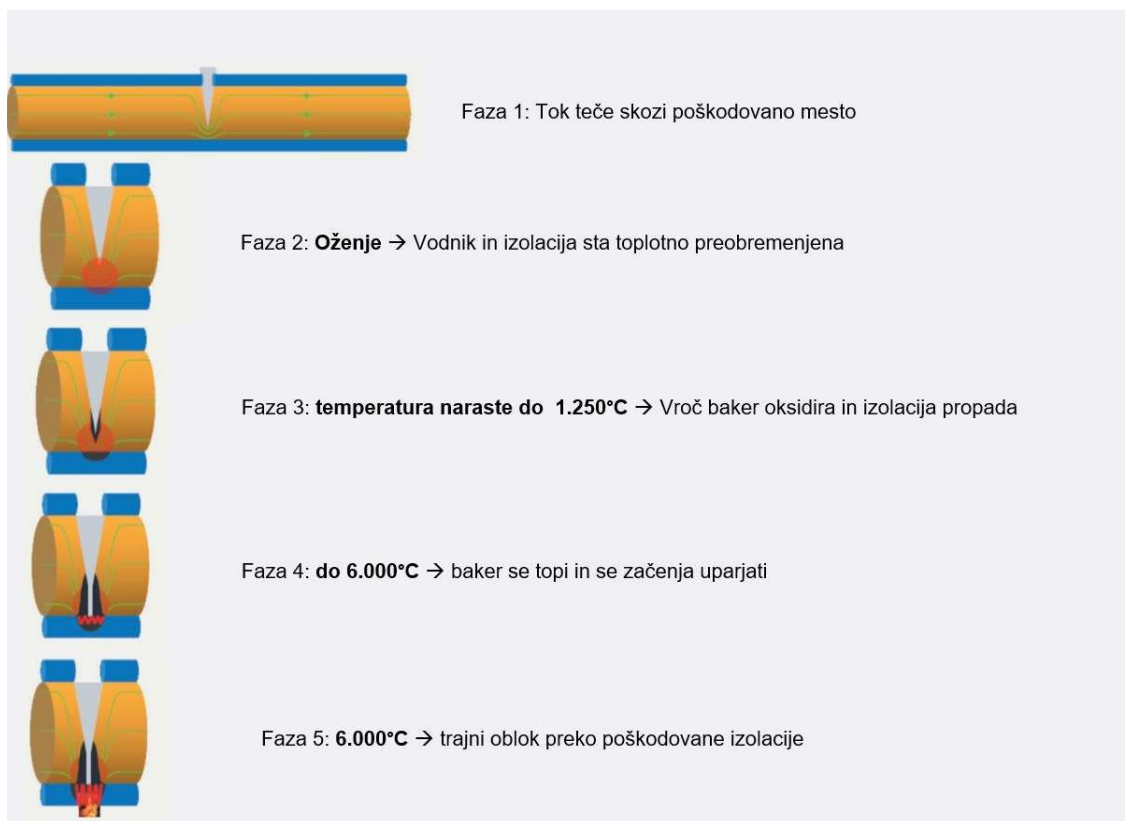 Faza 1: Tok teče skozi poškodovano mesto
Faza 2: Oženje → Vodnik in izolacija sta toplotno preobremenjena
Faza 3: temperatura naraste do  1.250°C → Vroč baker oksidira in izolacija propada
Faza 4: do 6.000°C → baker se topi in se začenja uparjati
Faza 5: 6.000°C → trajni oblok preko poškodovane izolacije